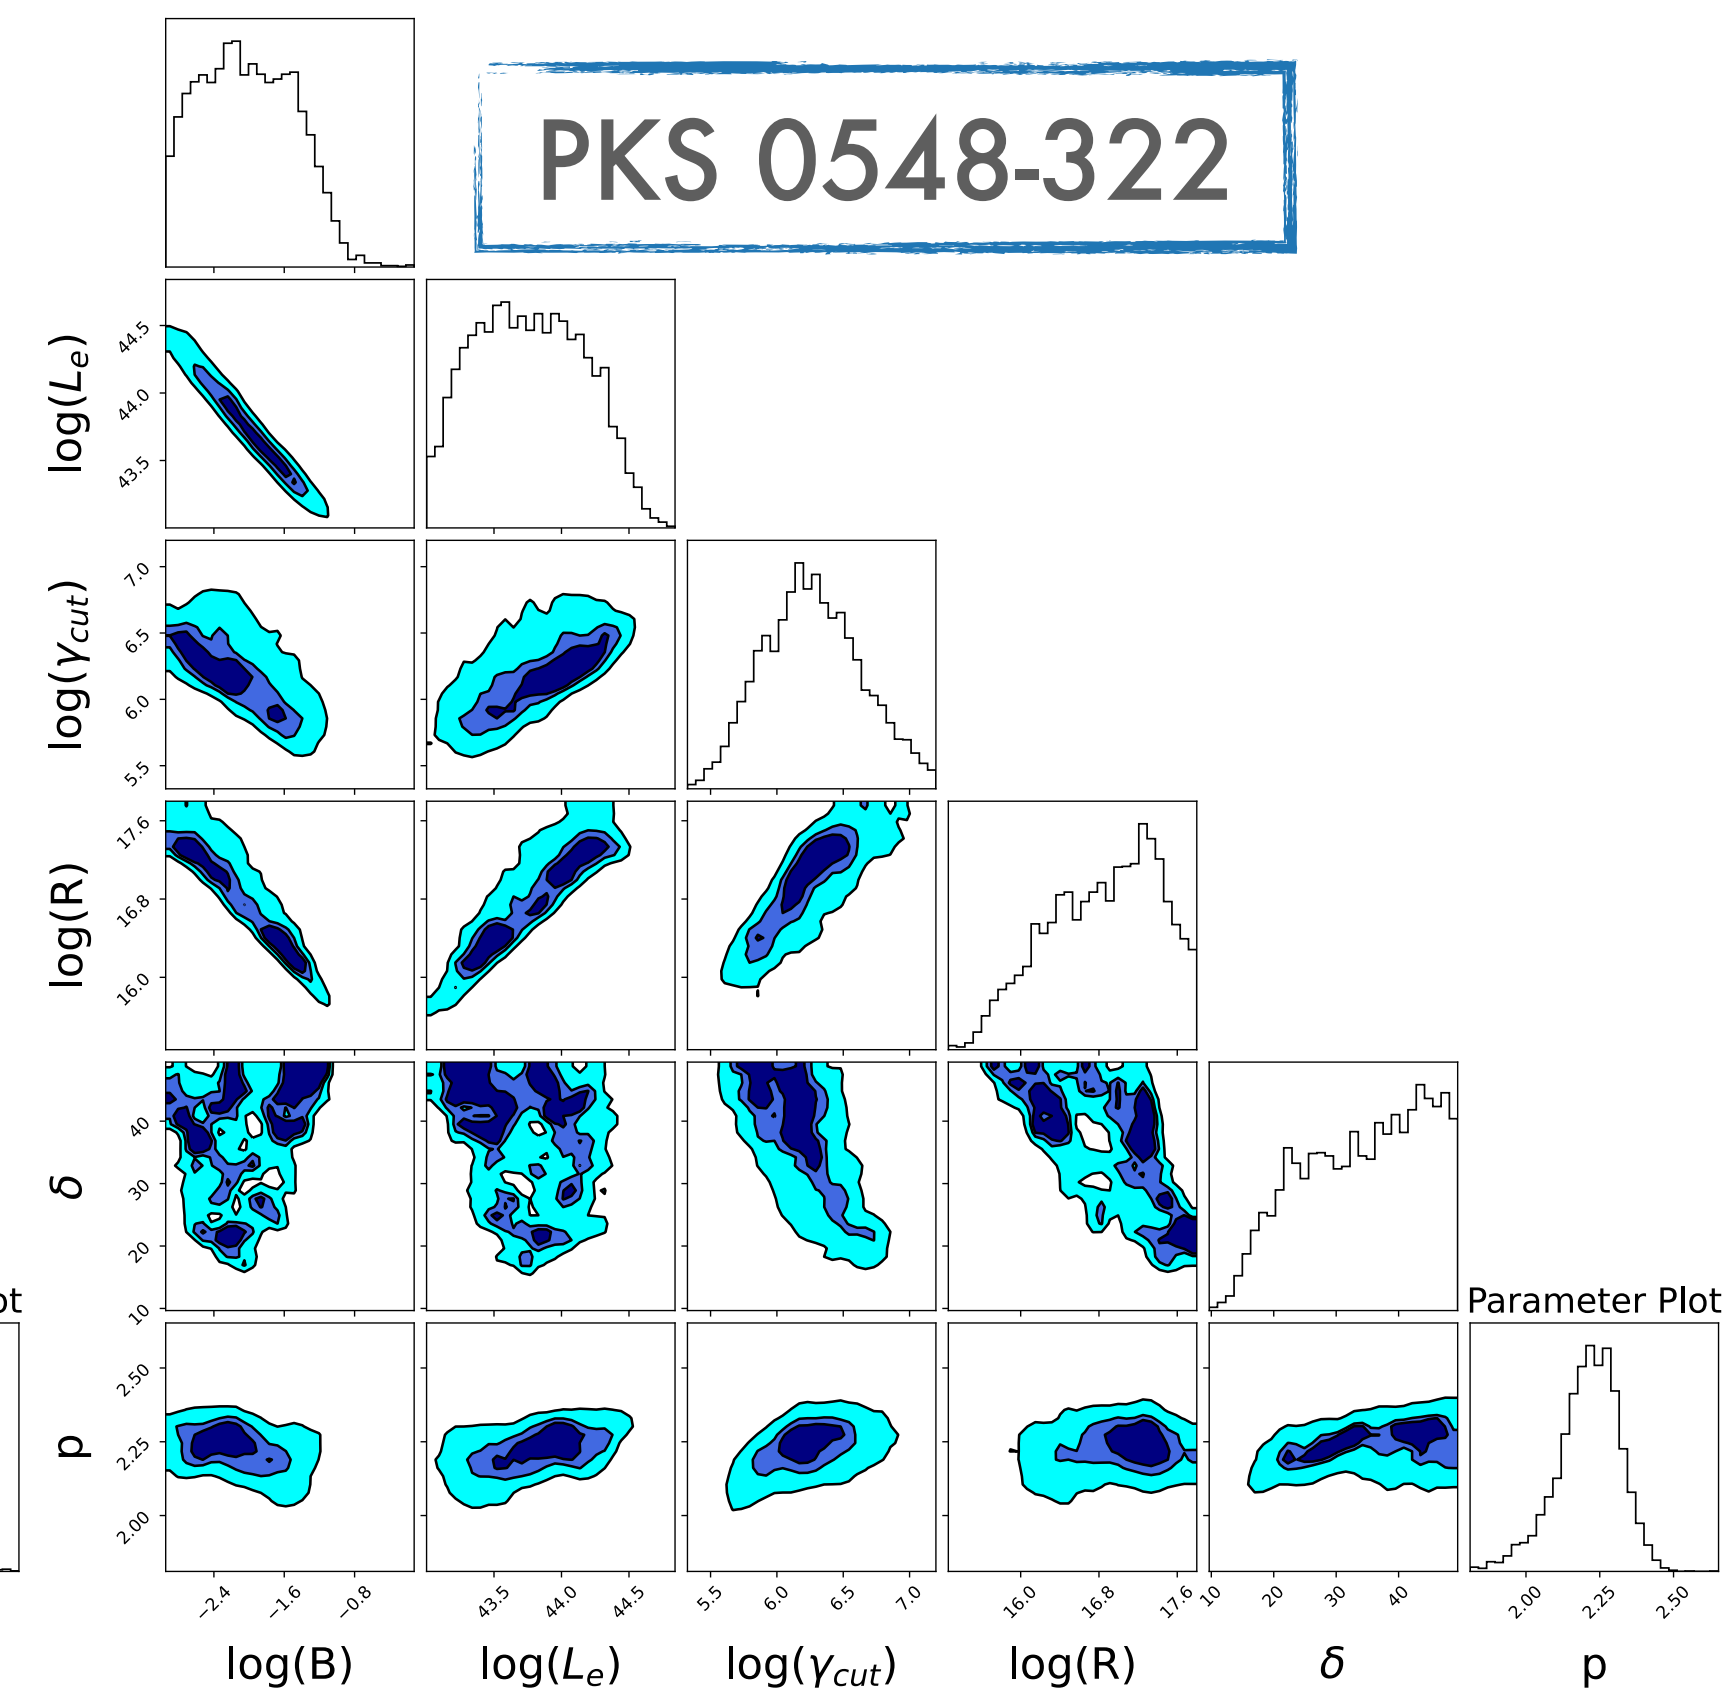 PKS 0548-322
log(Lₑ)
44.5
44.0
43.5
log(γ_cut)
7.0
6.5
6.0
5.5
log(R)
17.6
16.8
16.0
δ
40
30
20
10
ot
Parameter Plot
p
2.50
2.25
2.00
−2.4 −1.6 −0.8 43.5 44.0 44.5 5.5 6.0 6.5 7.0 16.0 16.8 17.6 10 20 30 40 2.00 2.25 2.50
log(B) log(Lₑ) log(γ_cut) log(R) δ p